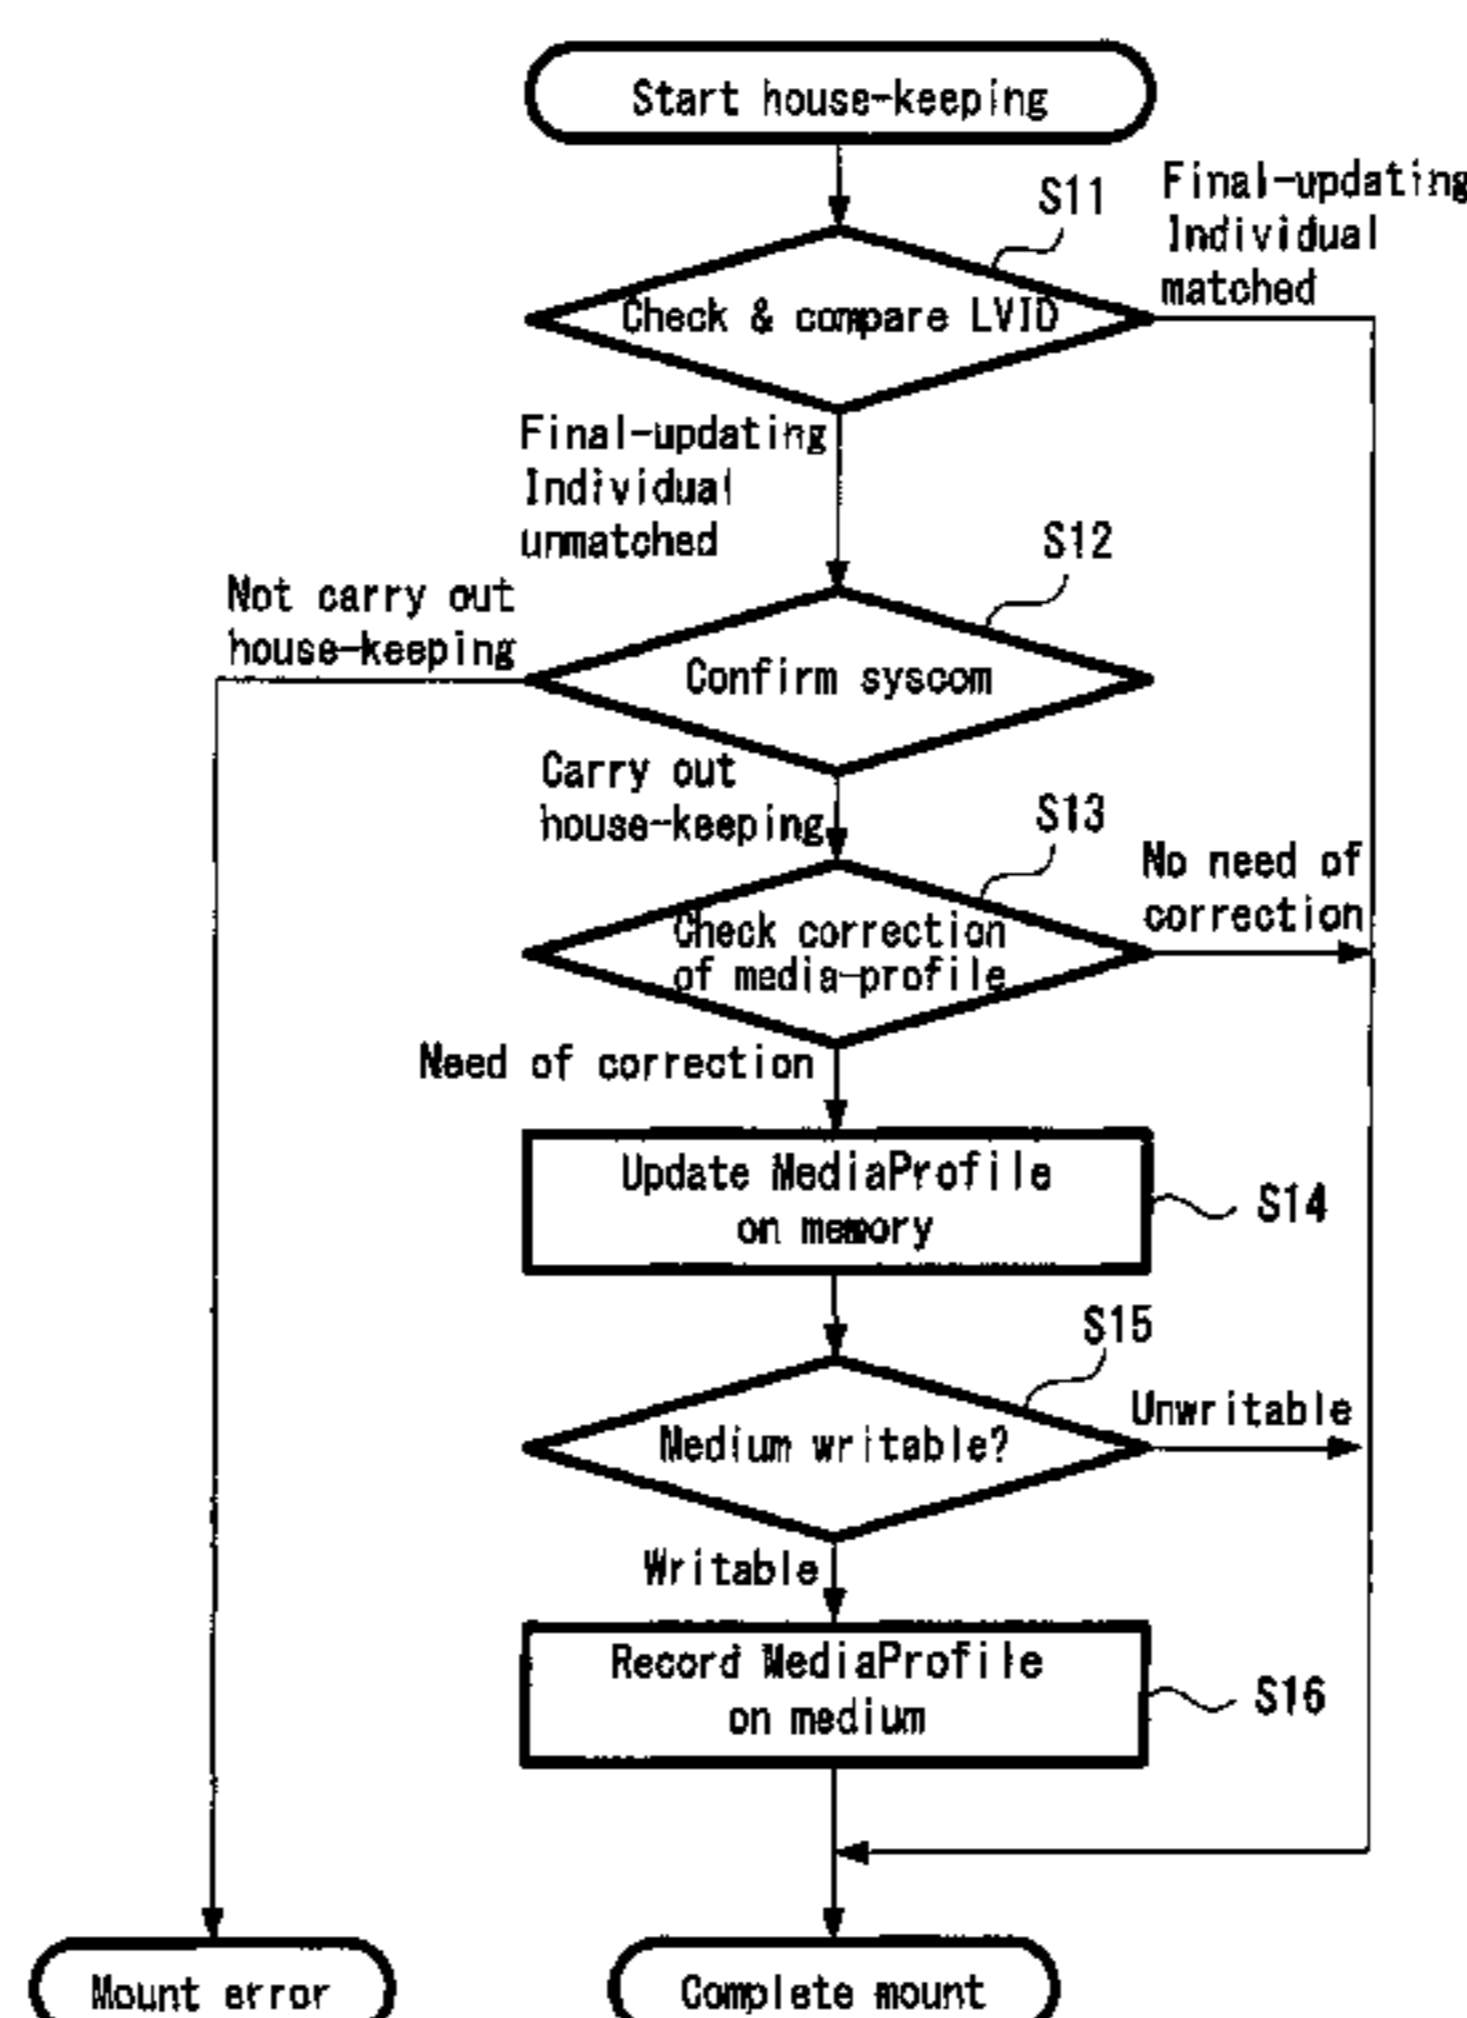 Start house-keeping
S11
Final-updating
Individual
matched
Check & compare LVID
Final-updating
Individual
unmatched
S12
Not carry out
house-keeping
Confirm syscom
Carry out
house-keeping
S13
No need of
correction
Check correction
of media-profile
Need of correction
Update MediaProfile
on memory
S14
S15
Unwritable
Medium writable?
Writable
Record MediaProfile
on medium
S16
Mount error
Complete mount